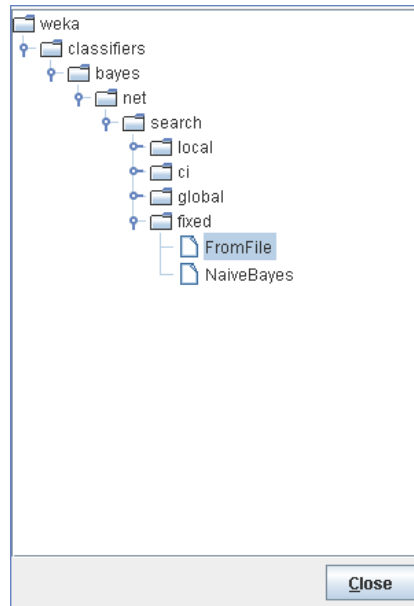 weka
classifiers
bayes
net
search
local
ci
global
fixed
FromFile
NaiveBayes
Close